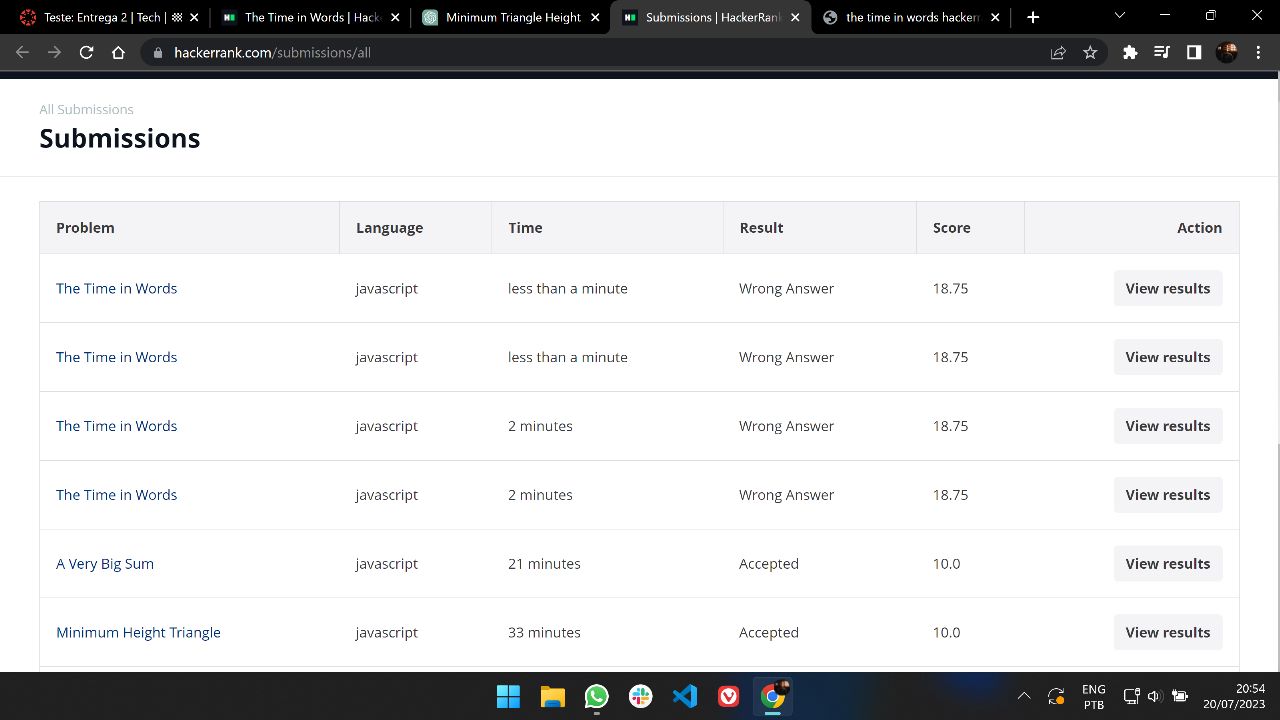 Teste: Entrega 2 | Tech |
The Time in Words | Hack
Minimum Triangle Height
Submissions | HackerRank
the time in words hackerr
hackerrank.com/submissions/all
All Submissions
Submissions
Problem Language Time Result Score Action
The Time in Words javascript less than a minute Wrong Answer 18.75 View results
The Time in Words javascript less than a minute Wrong Answer 18.75 View results
The Time in Words javascript 2 minutes Wrong Answer 18.75 View results
The Time in Words javascript 2 minutes Wrong Answer 18.75 View results
A Very Big Sum javascript 21 minutes Accepted 10.0 View results
Minimum Height Triangle javascript 33 minutes Accepted 10.0 View results
ENG 20:54
PTB 20/07/2023